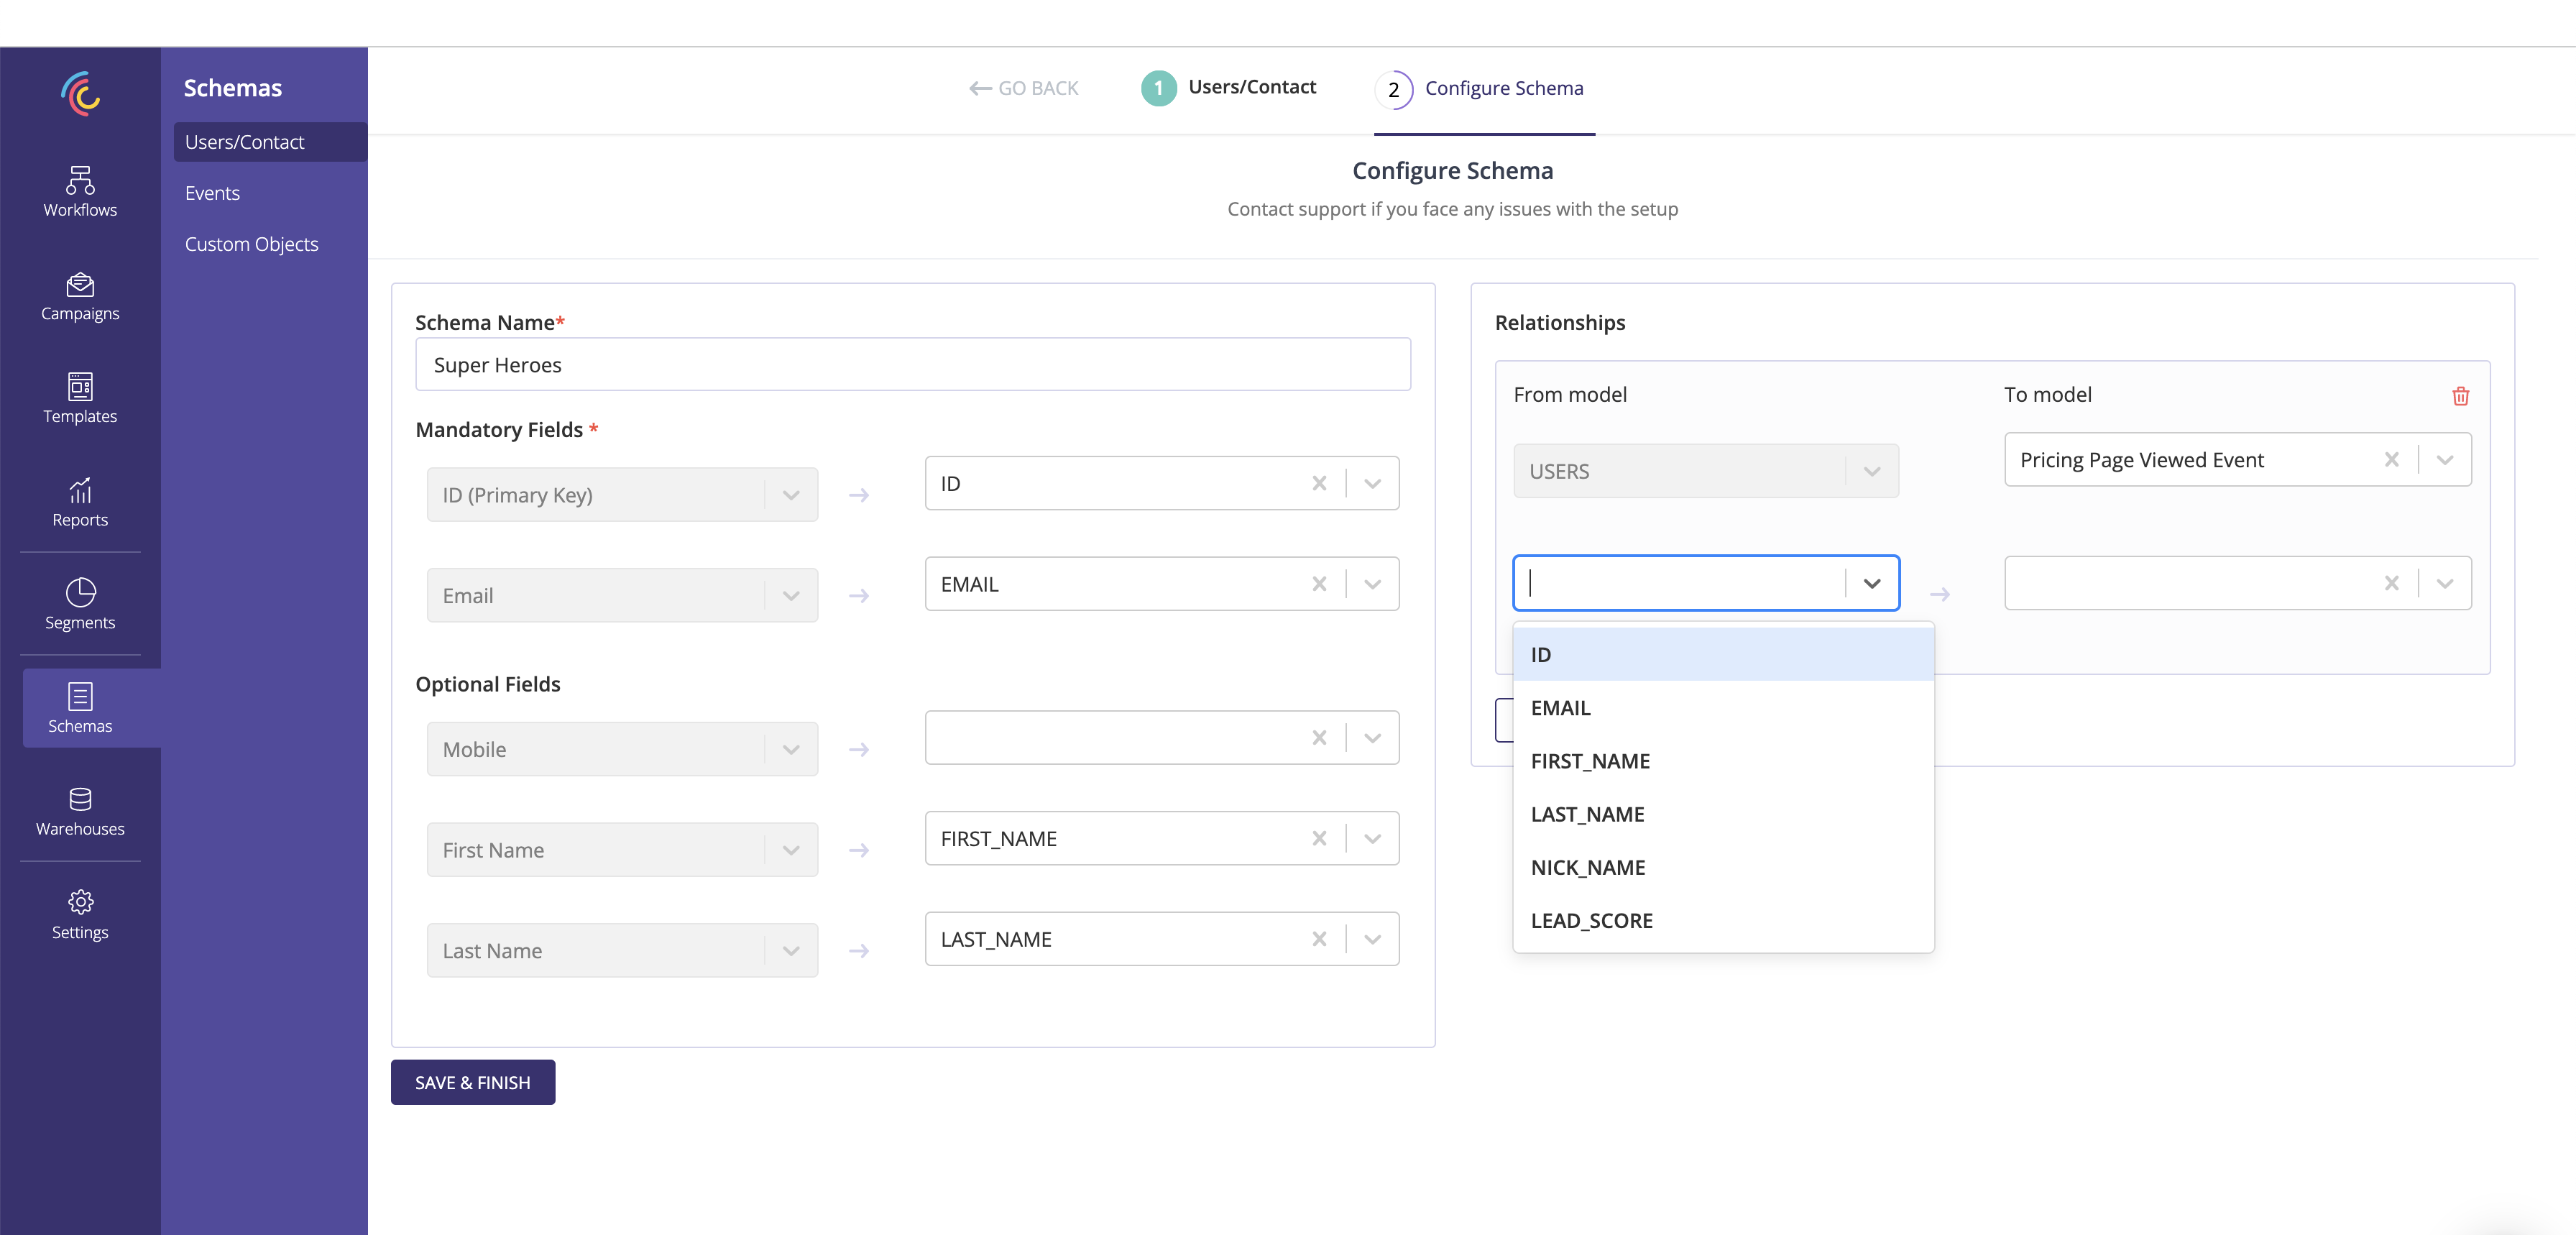 Workflows
Campaigns
Templates
Reports
Segments
Schemas
Warehouses
Settings
Schemas
Users/Contact
Events
Custom Objects
GO BACK
1 Users/Contact
2 Configure Schema
Configure Schema
Contact support if you face any issues with the setup
Schema Name*
Super Heroes
Mandatory Fields *
ID (Primary Key) ID
Email EMAIL
Optional Fields
Mobile
First Name FIRST_NAME
Last Name LAST_NAME
SAVE & FINISH
Relationships
From model To model
USERS Pricing Page Viewed Event
ID
EMAIL
FIRST_NAME
LAST_NAME
NICK_NAME
LEAD_SCORE